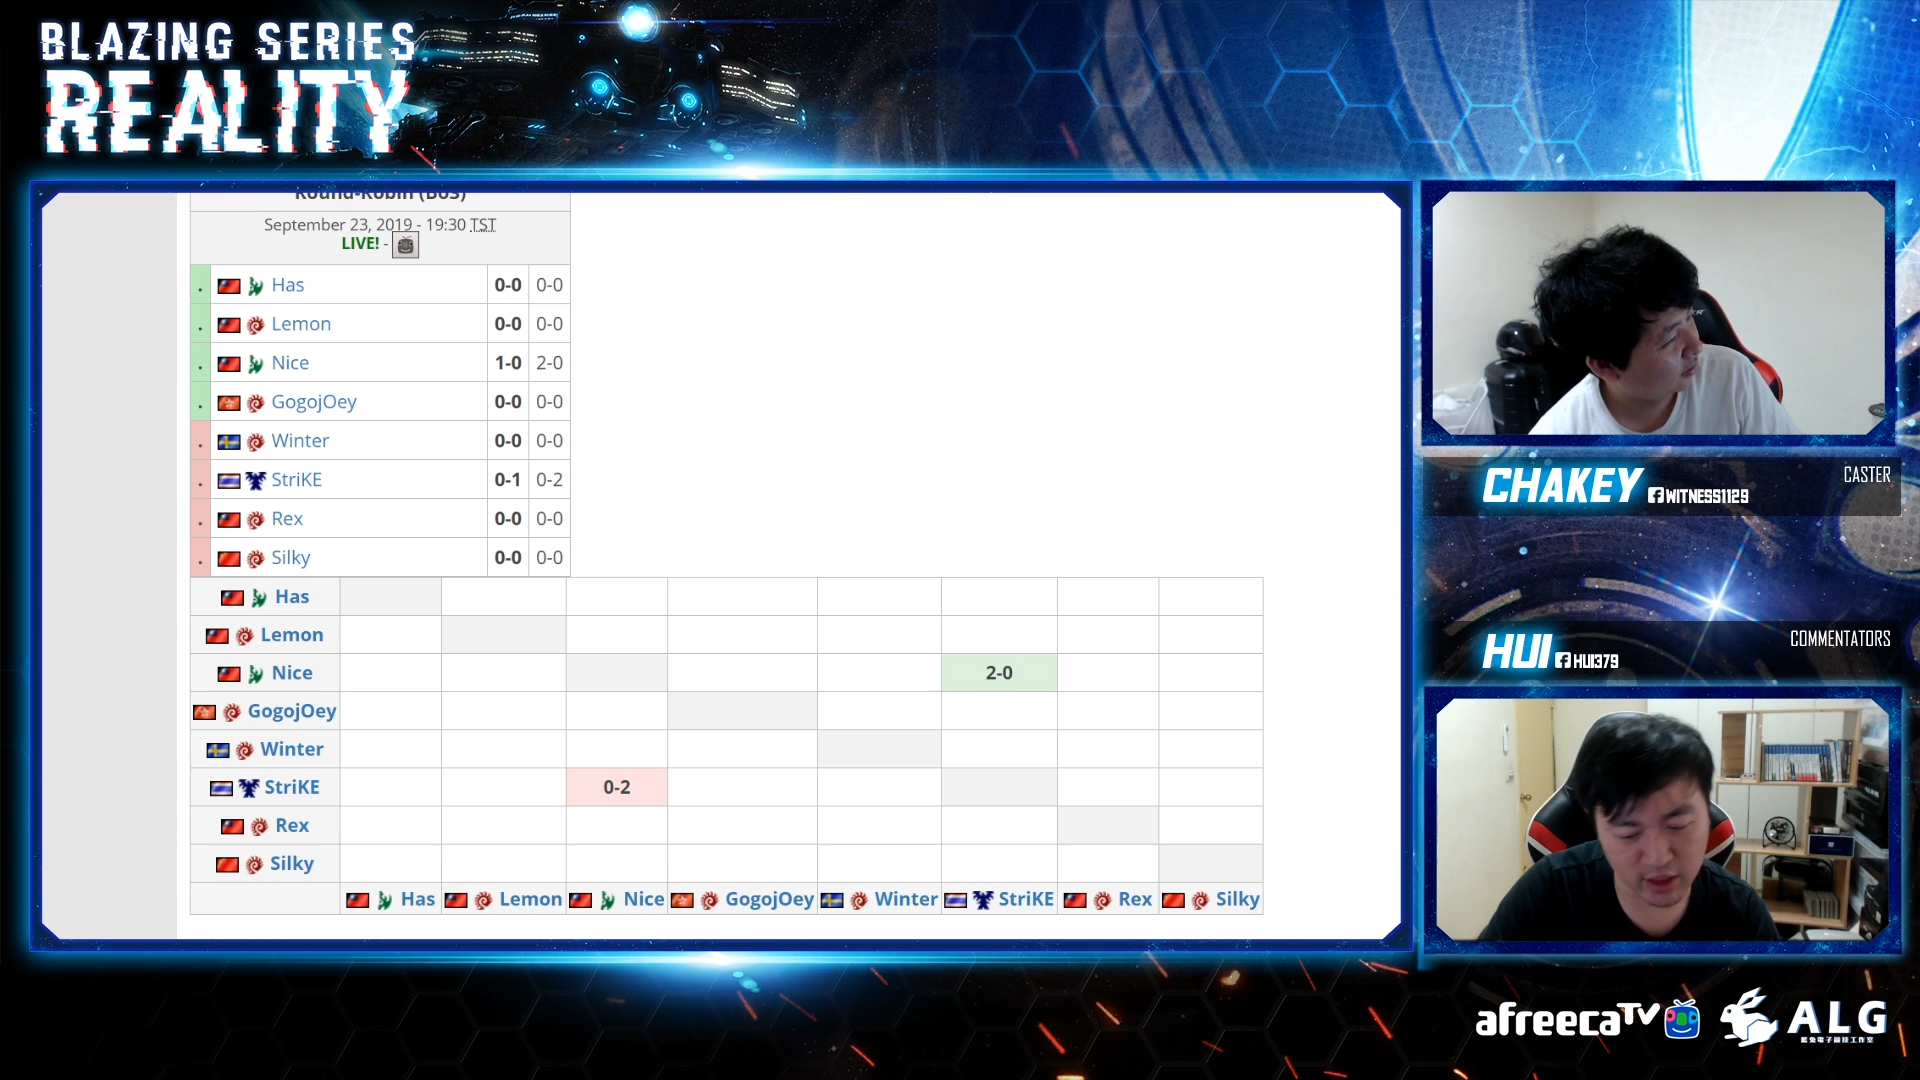 BLAZING SERIES
REALITY
Round-Robin (Bo3)
September 23, 2019 - 19:30 TST
LIVE! -
. Has 0-0 0-0
. Lemon 0-0 0-0
. Nice 1-0 2-0
. GogojOey 0-0 0-0
. Winter 0-0 0-0
. StriKE 0-1 0-2
. Rex 0-0 0-0
. Silky 0-0 0-0
Has
Lemon
Nice 2-0
GogojOey
Winter
StriKE 0-2
Rex
Silky
Has Lemon Nice GogojOey Winter StriKE Rex Silky
CHAKEY WITNESS1129 CASTER
HUI HUI379 COMMENTATORS
afreecaTV ALG